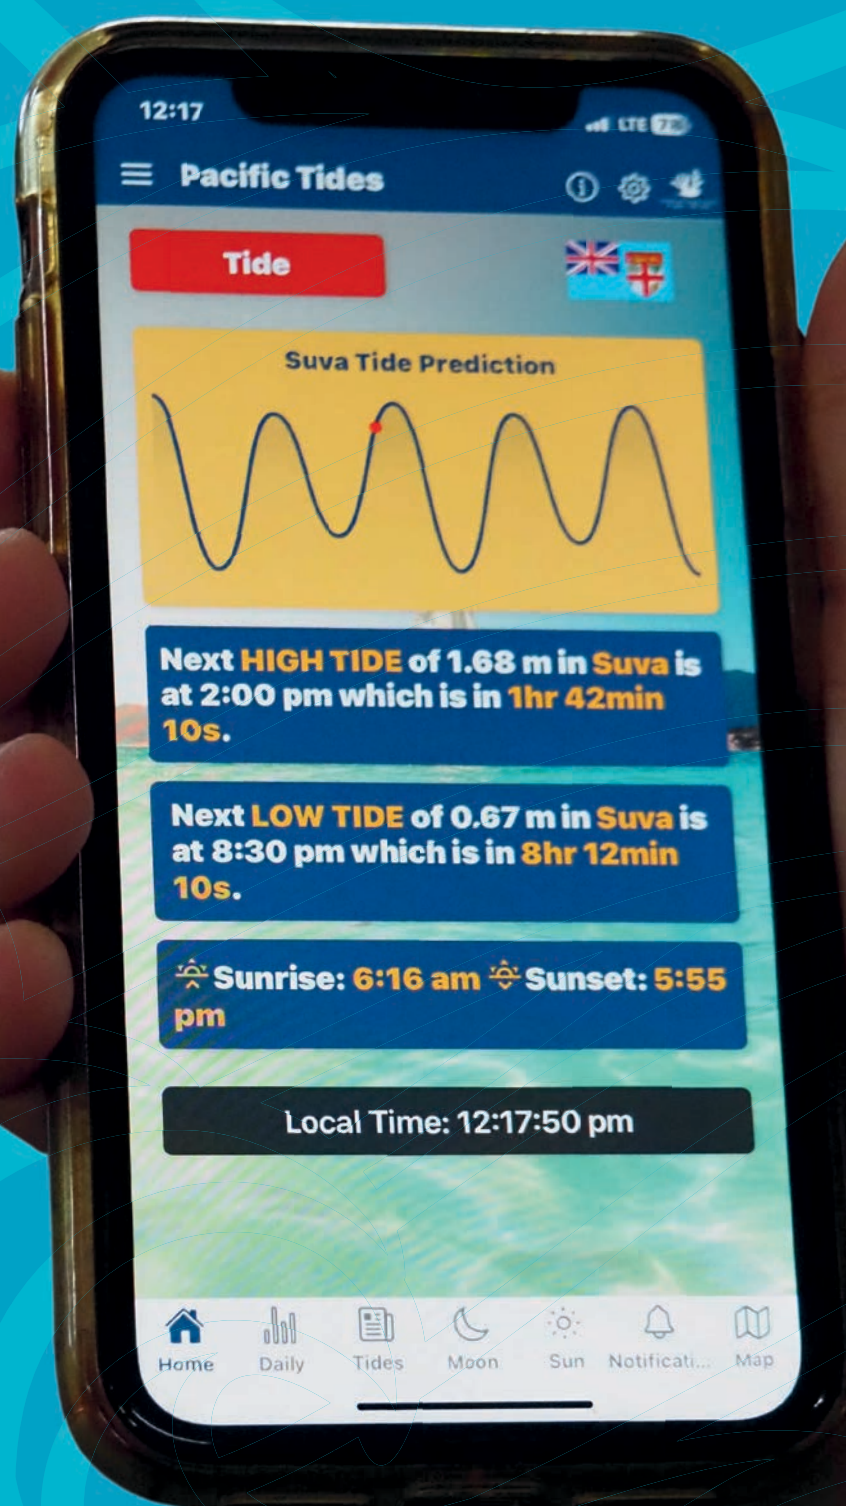 12:17
LTE
Pacific Tides
Tide
Suva Tide Prediction
Next HIGH TIDE of 1.68 m in Suva is
at 2:00 pm which is in 1hr 42min
10s.
Next LOW TIDE of 0.67 m in Suva is
at 8:30 pm which is in 8hr 12min
10s.
Sunrise: 6:16 am Sunset: 5:55
pm
Local Time: 12:17:50 pm
Home Daily Tides Moon Sun Notificati... Map